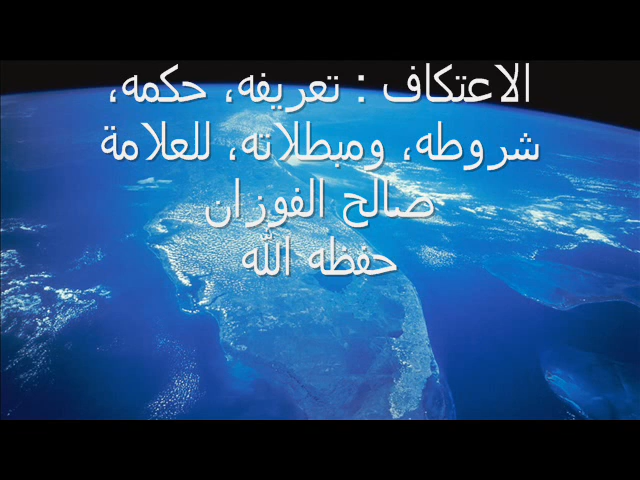 الاعتكاف : تعريفه، حكمه،
شروطه، ومبطلاته، للعلامة
صالح الفوزان
حفظه الله